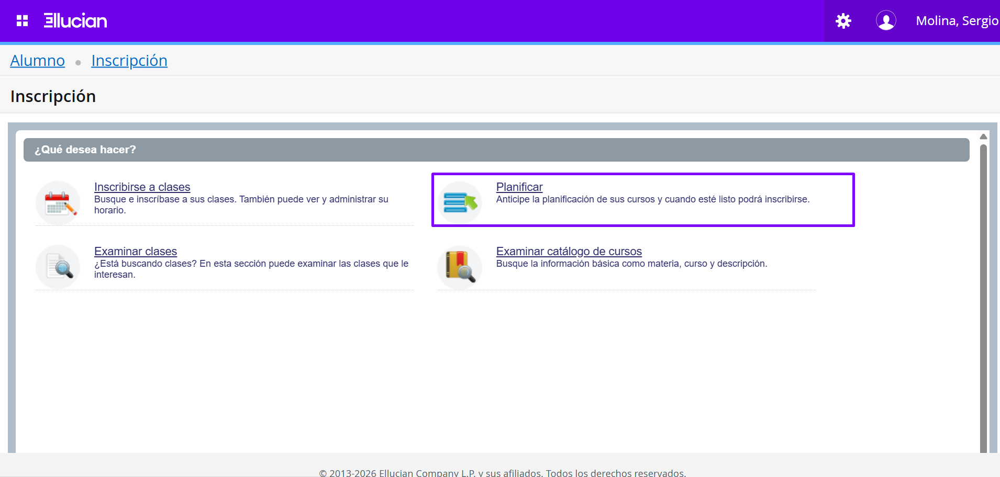 Ellucian
Molina, Sergio
Alumno
Inscripción
Inscripción
¿Qué desea hacer?
Inscribirse a clases
Busque e inscríbase a sus clases. También puede ver y administrar su
horario.
Planificar
Anticipe la planificación de sus cursos y cuando esté listo podrá inscribirse.
Examinar clases
¿Está buscando clases? En esta sección puede examinar las clases que le
interesan.
Examinar catálogo de cursos
Busque la información básica como materia, curso y descripción.
© 2013-2026 Ellucian Company L.P. y sus afiliados. Todos los derechos reservados.